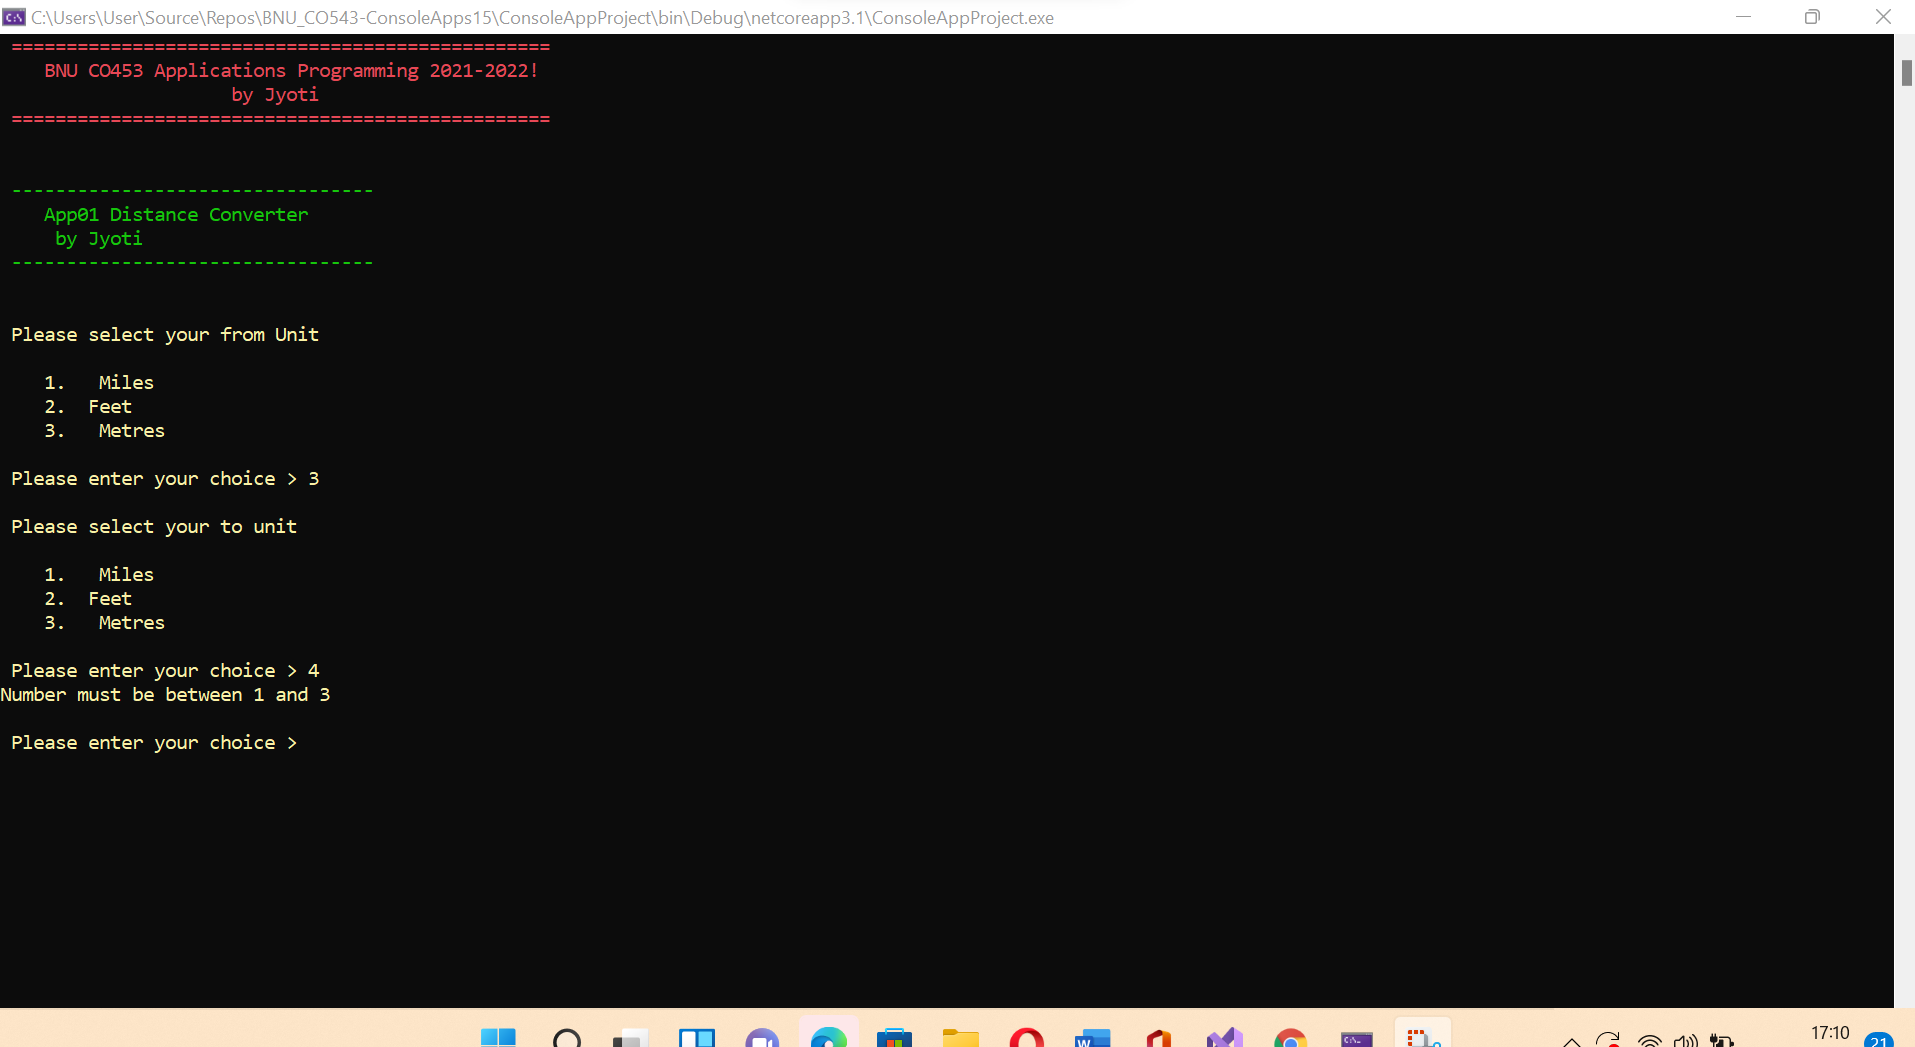 C:\Users\User\Source\Repos\BNU_CO543-ConsoleApps15\ConsoleAppProject\bin\Debug\netcoreapp3.1\ConsoleAppProject.exe
=================================================
BNU CO453 Applications Programming 2021-2022!
by Jyoti
=================================================
---------------------------------
App01 Distance Converter
by Jyoti
---------------------------------
Please select your from Unit
1. Miles
2. Feet
3. Metres
Please enter your choice > 3
Please select your to unit
1. Miles
2. Feet
3. Metres
Please enter your choice > 4
Number must be between 1 and 3
Please enter your choice >
17:10
21